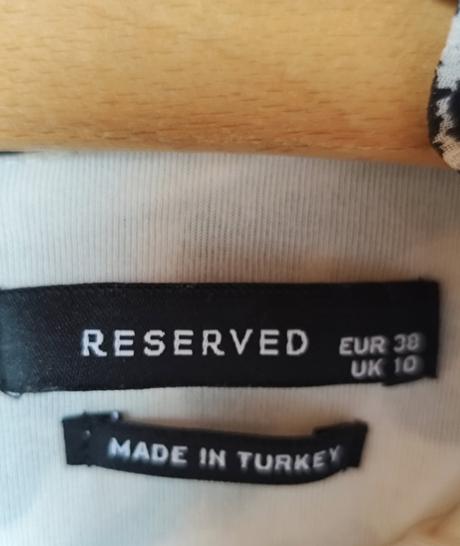 RESERVED
EUR 38
UK 10
MADE IN TURKEY